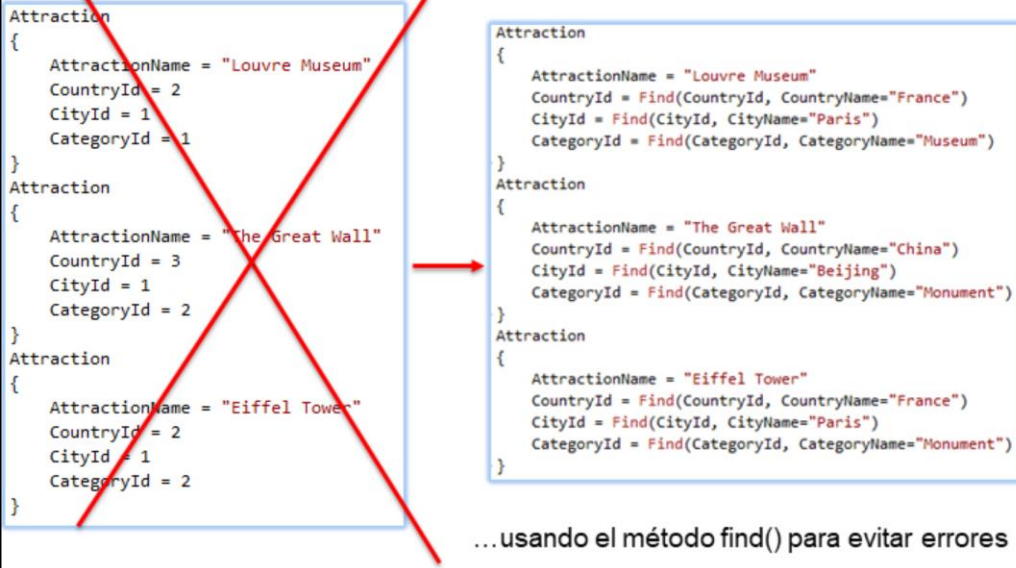 Attraction
{
AttractionName = "Louvre Museum"
CountryId = 2
CityId = 1
CategoryId = 1
}
Attraction
{
AttractionName = "The Great Wall"
CountryId = 3
CityId = 1
CategoryId = 2
}
Attraction
{
AttractionName = "Eiffel Tower"
CountryId = 2
CityId = 1
CategoryId = 2
}
Attraction
{
AttractionName = "Louvre Museum"
CountryId = Find(CountryId, CountryName="France")
CityId = Find(CityId, CityName="Paris")
CategoryId = Find(CategoryId, CategoryName="Museum")
}
Attraction
{
AttractionName = "The Great Wall"
CountryId = Find(CountryId, CountryName="China")
CityId = Find(CityId, CityName="Beijing")
CategoryId = Find(CategoryId, CategoryName="Monument")
}
Attraction
{
AttractionName = "Eiffel Tower"
CountryId = Find(CountryId, CountryName="France")
CityId = Find(CityId, CityName="Paris")
CategoryId = Find(CategoryId, CategoryName="Monument")
}
…usando el método find() para evitar errores